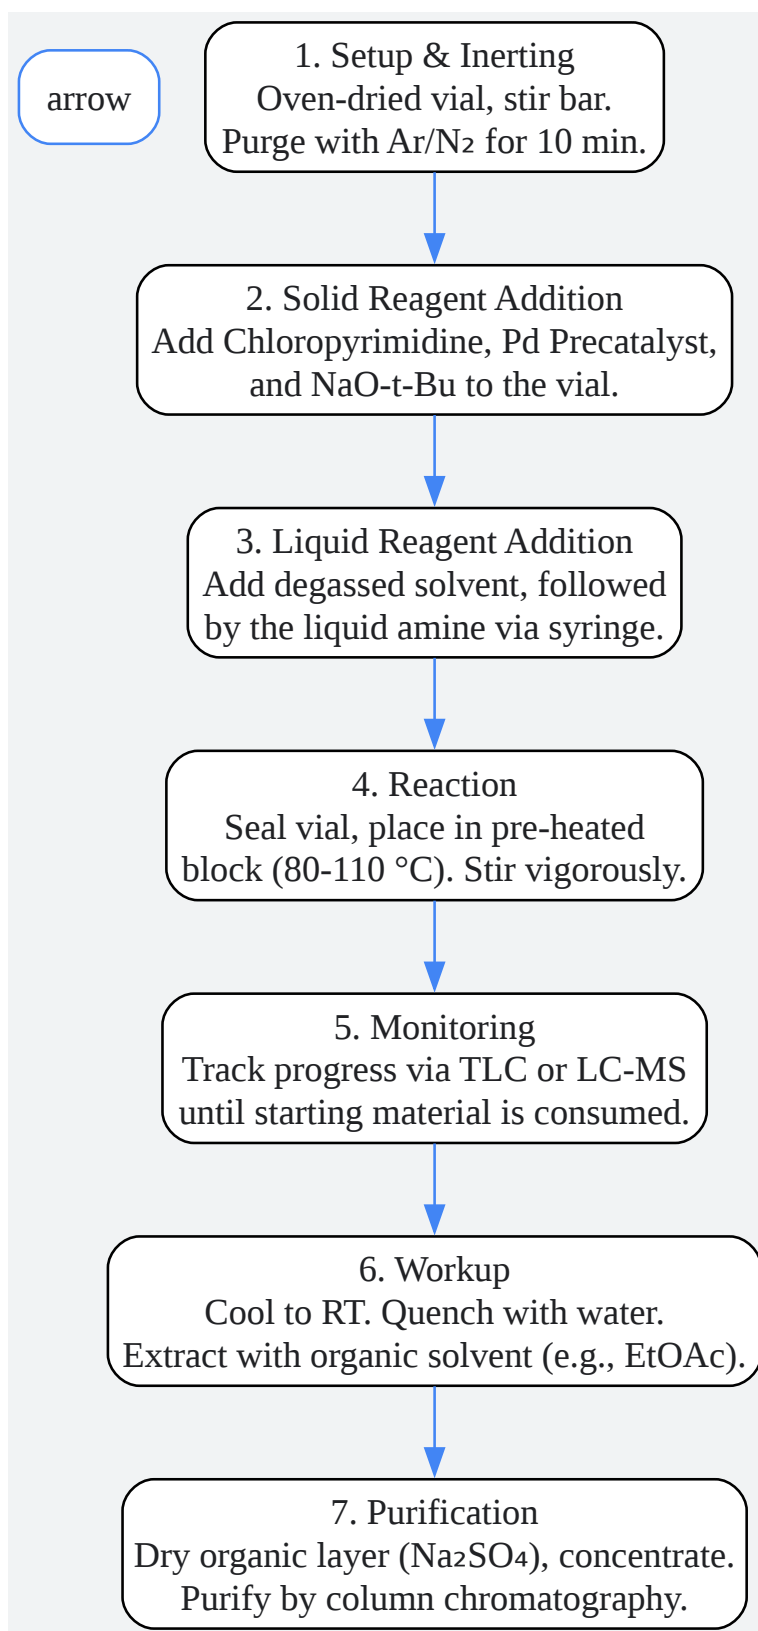 arrow
1. Setup & Inerting
Oven-dried vial, stir bar.
Purge with Ar/N₂ for 10 min.
2. Solid Reagent Addition
Add Chloropyrimidine, Pd Precatalyst,
and NaO-t-Bu to the vial.
3. Liquid Reagent Addition
Add degassed solvent, followed
by the liquid amine via syringe.
4. Reaction
Seal vial, place in pre-heated
block (80-110 °C). Stir vigorously.
5. Monitoring
Track progress via TLC or LC-MS
until starting material is consumed.
6. Workup
Cool to RT. Quench with water.
Extract with organic solvent (e.g., EtOAc).
7. Purification
Dry organic layer (Na₂SO₄), concentrate.
Purify by column chromatography.